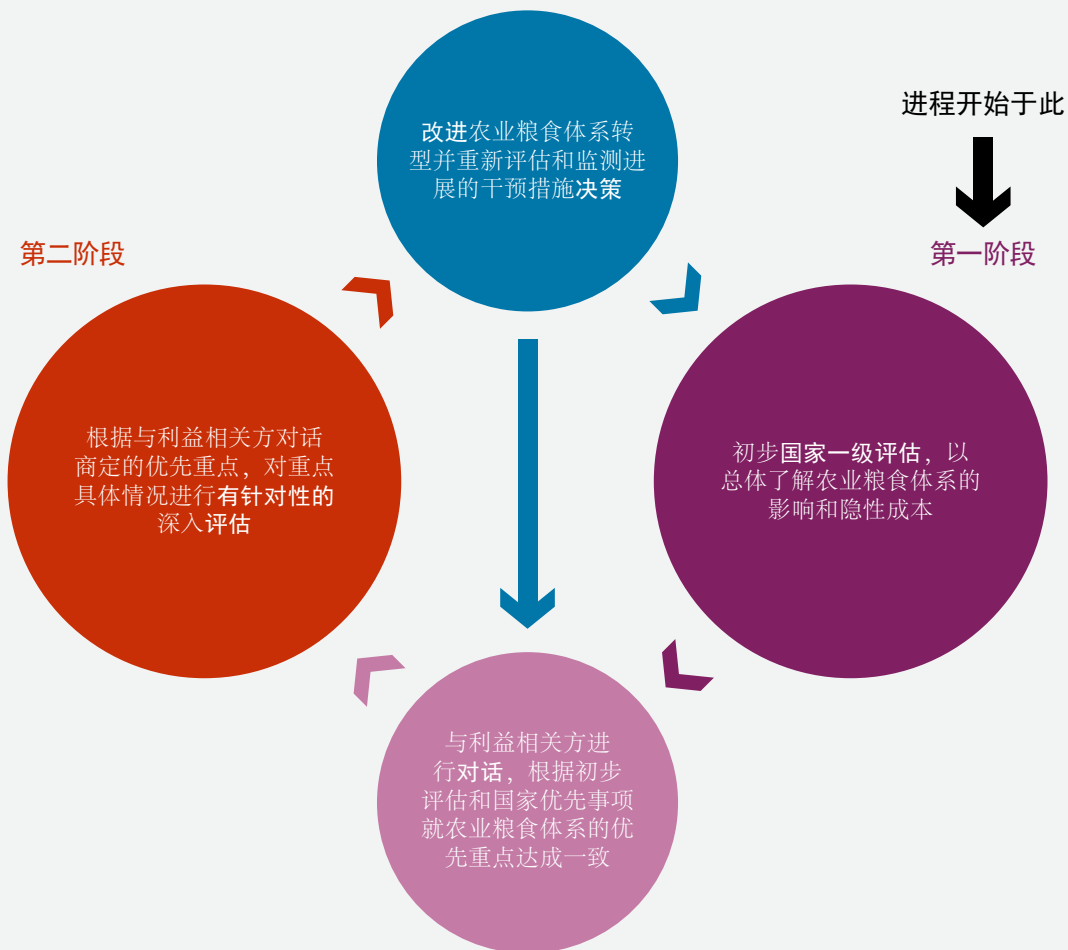 进程开始于此
第一阶段
初步国家一级评估，以
总体了解农业粮食体系的
影响和隐性成本
与利益相关方进
行对话，根据初步
评估和国家优先事项
就农业粮食体系的优
先重点达成一致
第二阶段
根据与利益相关方对话
商定的优先重点，对重点
具体情况进行有针对性的
深入评估
改进农业粮食体系转
型并重新评估和监测进
展的干预措施决策